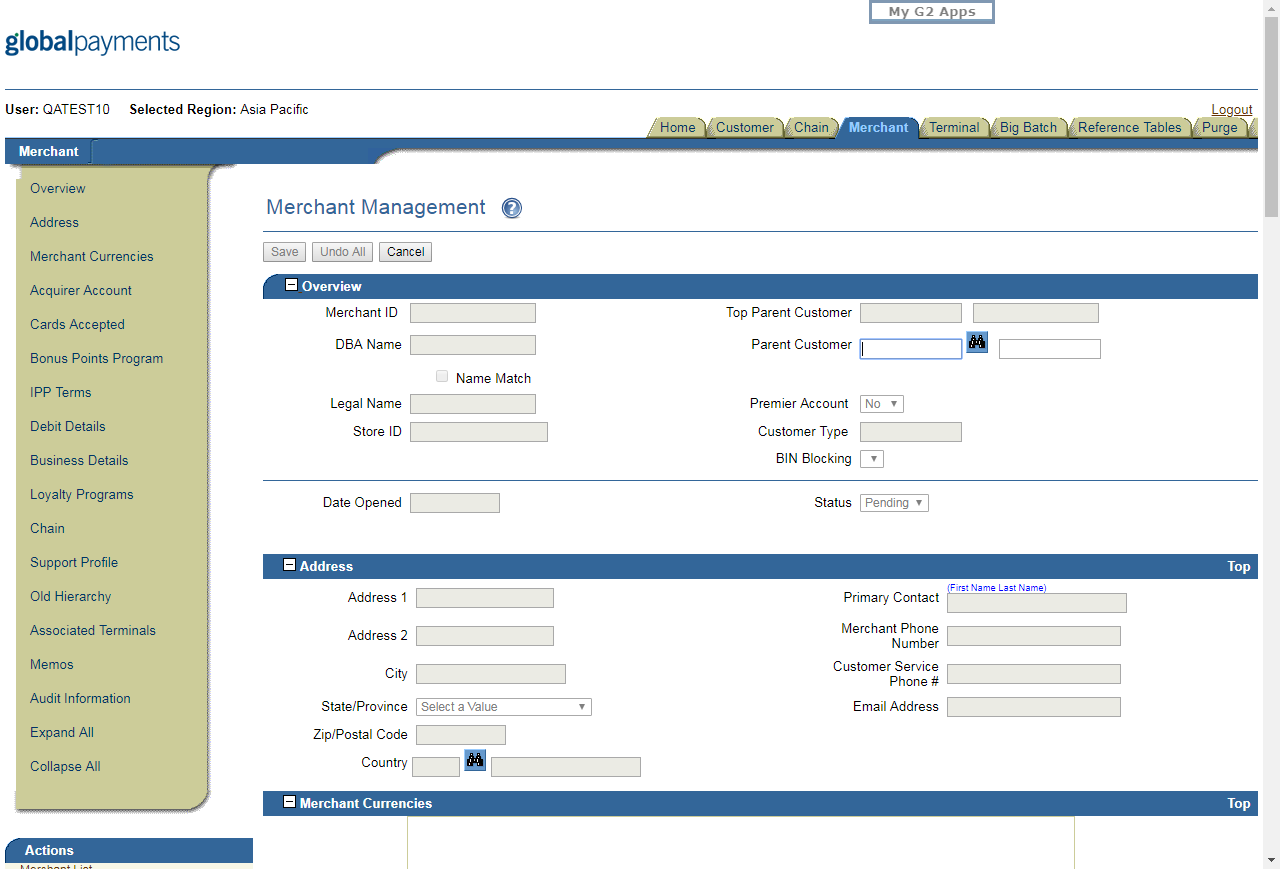 My G2 Apps
globalpayments
User: QATEST10 Selected Region: Asia Pacific
Logout
Home Customer Chain Merchant Terminal Big Batch Reference Tables Purge
Merchant
Overview
Address
Merchant Currencies
Acquirer Account
Cards Accepted
Bonus Points Program
IPP Terms
Debit Details
Business Details
Loyalty Programs
Chain
Support Profile
Old Hierarchy
Associated Terminals
Memos
Audit Information
Expand All
Collapse All
Actions
Merchant List
Merchant Management ?
Save Undo All Cancel
Overview
Merchant ID Top Parent Customer
DBA Name Parent Customer
Name Match
Legal Name Premier Account No
Store ID Customer Type
BIN Blocking
Date Opened Status Pending
Address Top
(First Name Last Name)
Address 1 Primary Contact
Address 2 Merchant Phone
Number
City Customer Service
Phone #
State/Province Select a Value Email Address
Zip/Postal Code
Country
Merchant Currencies Top